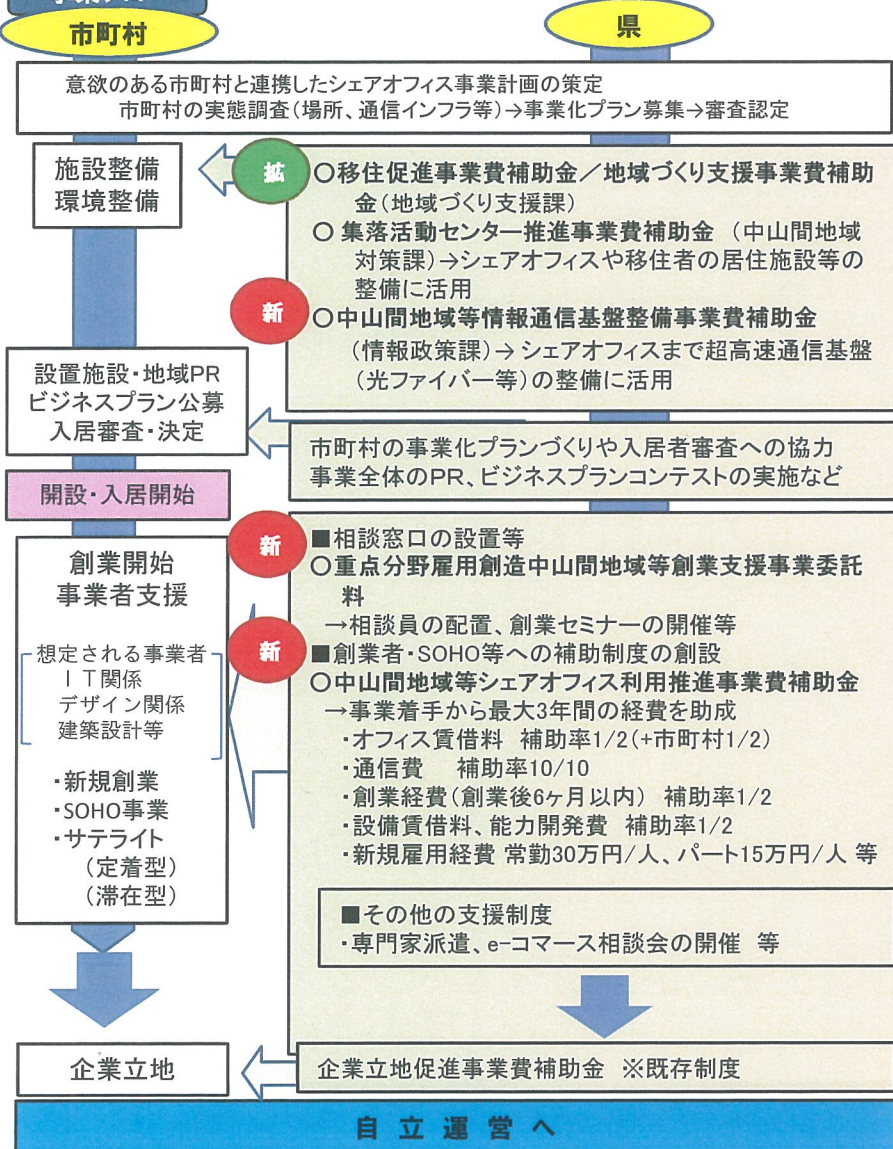 市町村
県
意欲のある市町村と連携したシェアオフィス事業計画の策定
市町村の実態調査(場所、通信インフラ等)→事業化プラン募集→審査認定
施設整備
環境整備
拡
〇移住促進事業費補助金/地域づくり支援事業費補助
金(地域づくり支援課)
〇集落活動センター推進事業費補助金 (中山間地域
対策課)→シェアオフィスや移住者の居住施設等の
整備に活用
新
〇中山間地域等情報通信基盤整備事業費補助金
(情報政策課)→シェアオフィスまで超高速通信基盤
(光ファイバー等)の整備に活用
設置施設・地域PR
ビジネスプラン公募
入居審査・決定
市町村の事業化プランづくりや入居者審査への協力
事業全体のPR、ビジネスプランコンテストの実施など
開設・入居開始
創業開始
事業者支援
想定される事業者
IT関係
デザイン関係
建築設計等
・新規創業
・SOHO事業
・サテライト
(定着型)
(滞在型)
新
■相談窓口の設置等
〇重点分野雇用創造中山間地域等創業支援事業委託
料
→相談員の配置、創業セミナーの開催等
新
■創業者・SOHO等への補助制度の創設
〇中山間地域等シェアオフィス利用推進事業費補助金
→事業着手から最大3年間の経費を助成
・オフィス賃借料 補助率1/2(+市町村1/2)
・通信費 補助率10/10
・創業経費(創業後6ヶ月以内) 補助率1/2
・設備賃借料、能力開発費 補助率1/2
・新規雇用経費 常勤30万円/人、パート15万円/人 等
■その他の支援制度
・専門家派遣、e-コマース相談会の開催 等
企業立地
企業立地促進事業費補助金 ※既存制度
自立運営へ